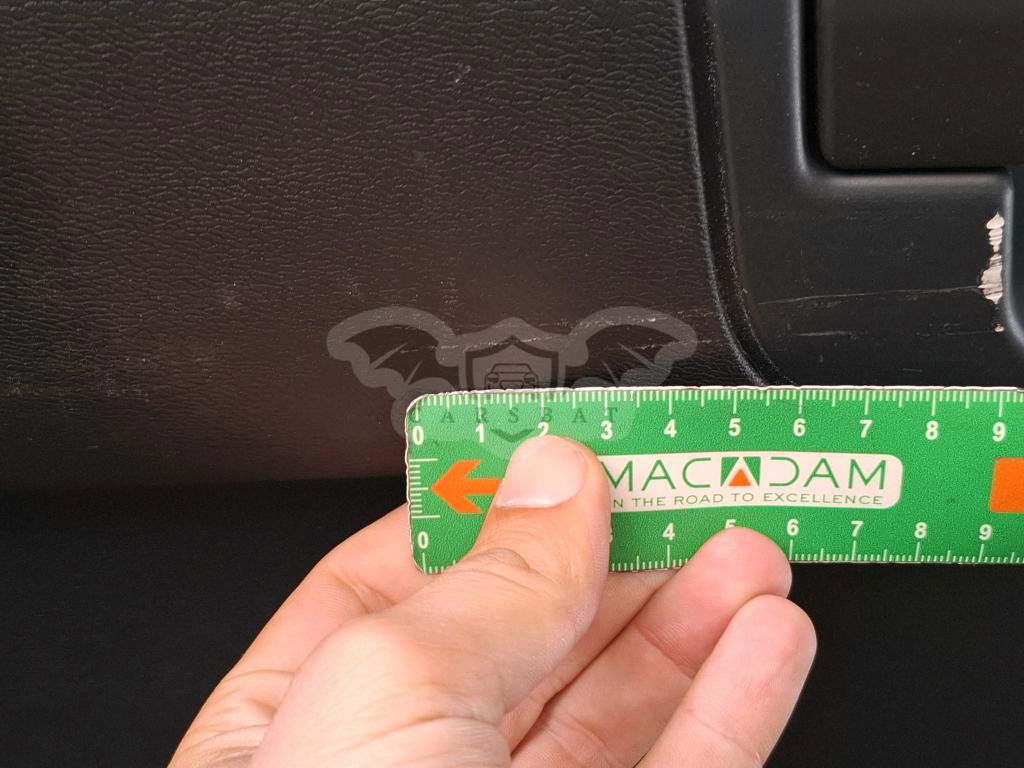 CARSBAT
0 1 2 3 4 5 6 7 8 9
MACADAM
N THE ROAD TO EXCELLENCE
0 4 5 6 7 8 9